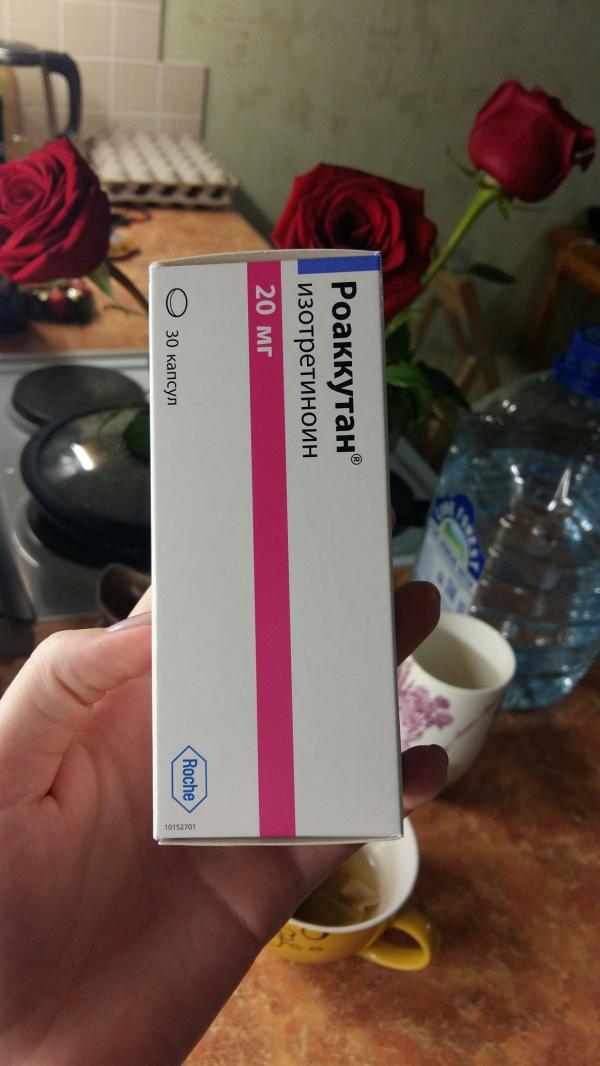 Роаккутан®
изотретиноин
20 мг
30 капсул
Roche
10152701